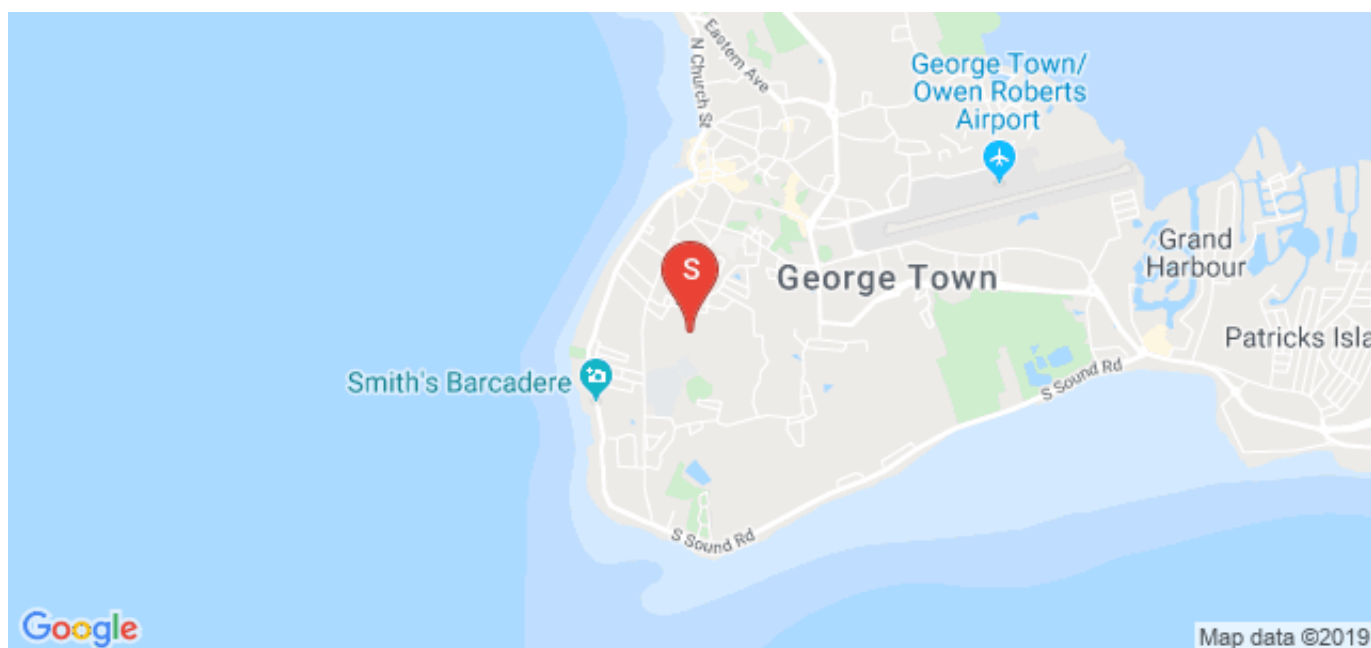 Eastern Ave
N Church St
George Town/
Owen Roberts
Airport
Grand
Harbour
S
George Town
Patricks Isla
Smith's Barcadere
S Sound Rd
S Sound Rd
Google
Map data ©2019